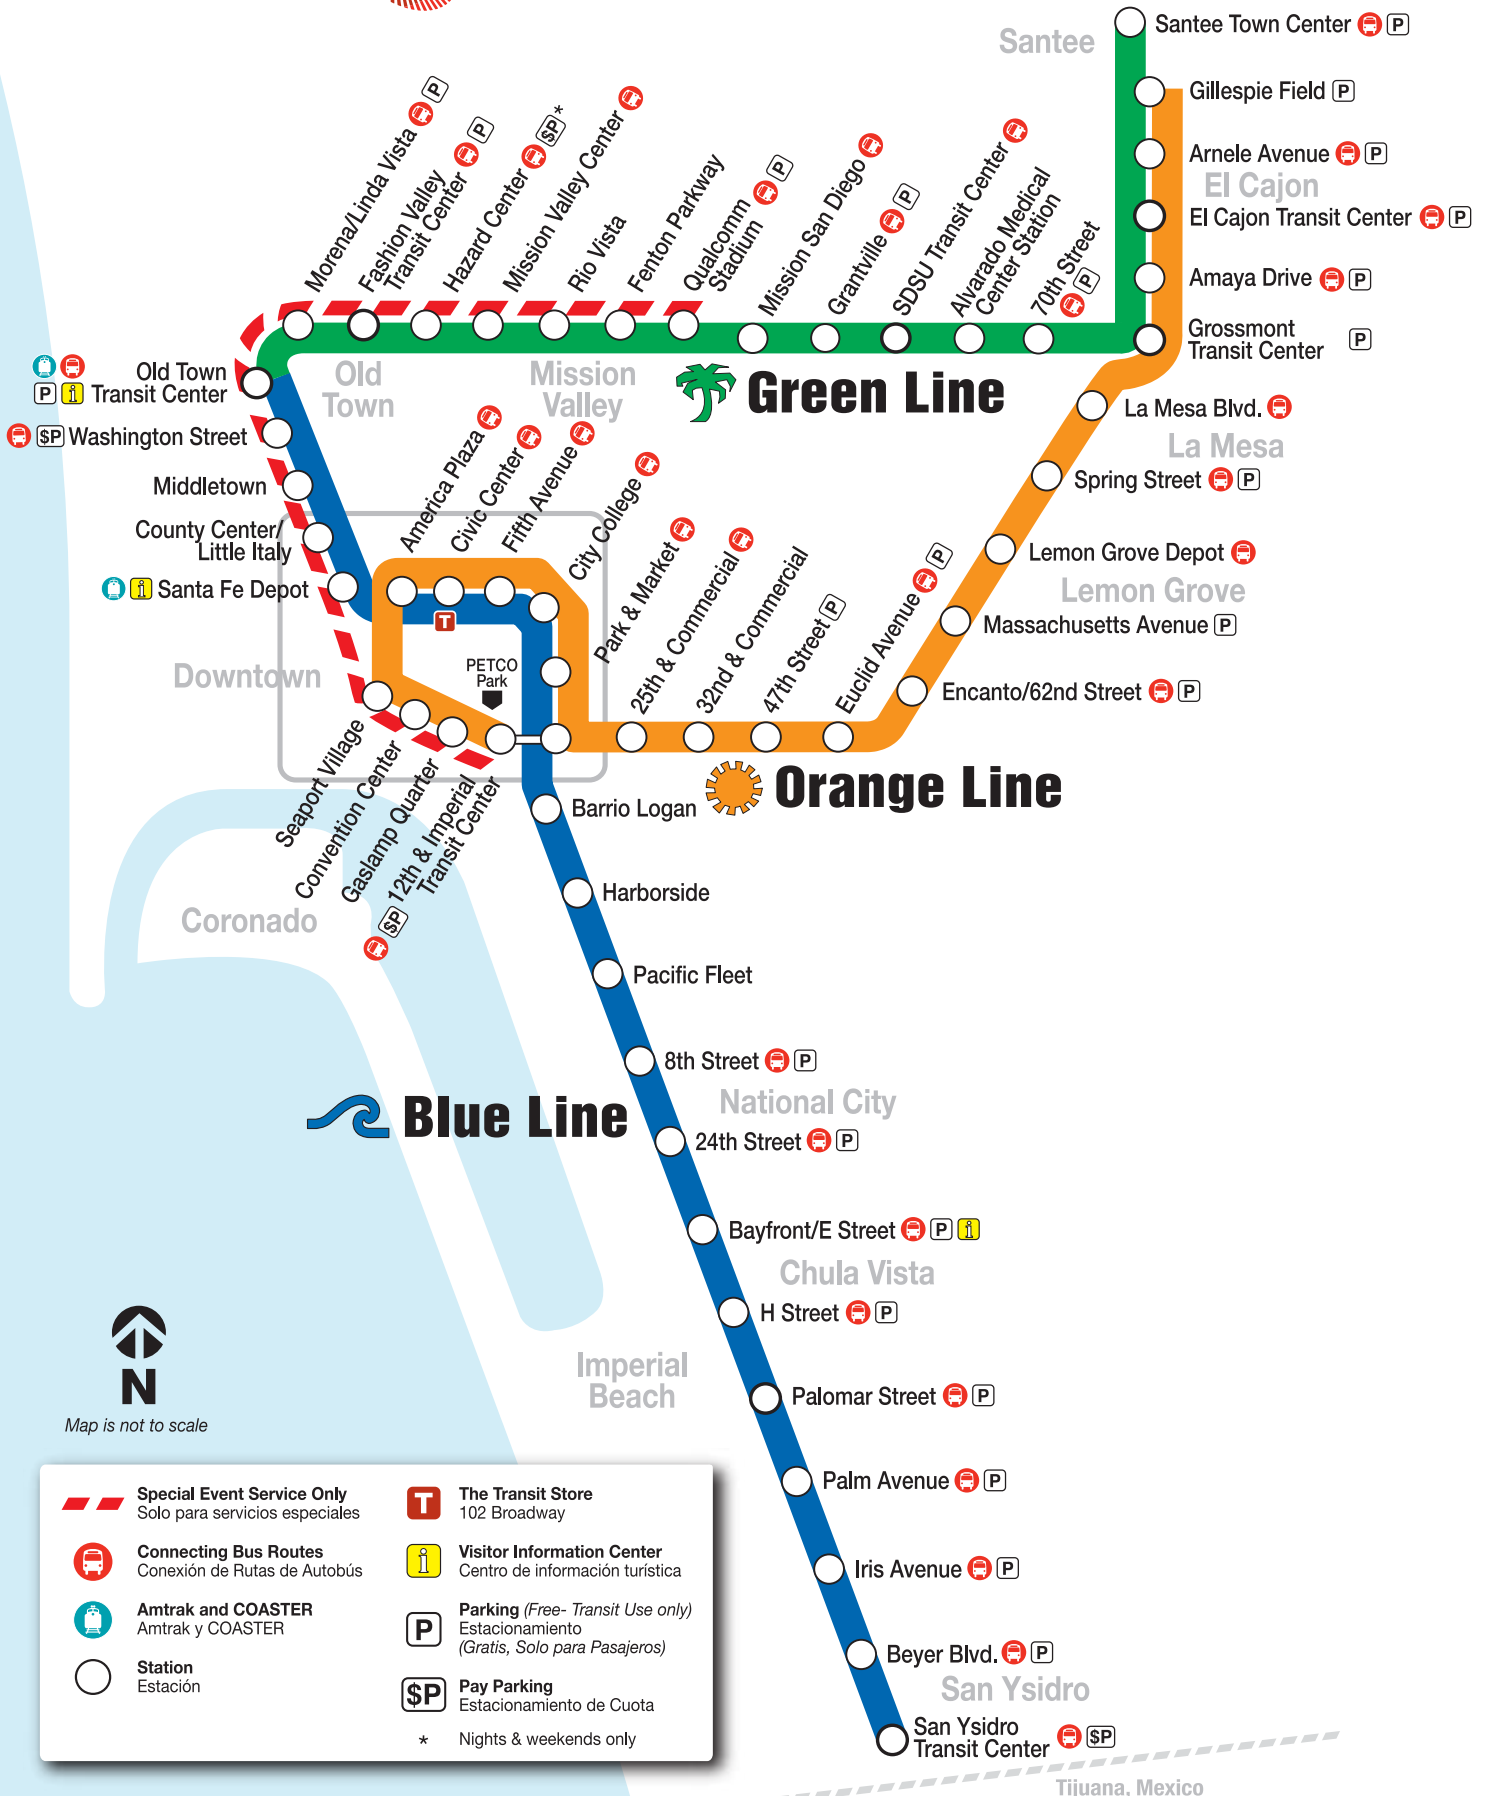 Santee
Santee Town Center P
Gillespie Field P
Arnele Avenue P
El Cajon
El Cajon Transit Center P
Amaya Drive P
Grossmont
Transit Center P
Morena/Linda Vista P
Fashion Valley
Transit Center P
Hazard Center $P*
Mission Valley Center
Rio Vista
Fenton Parkway
Qualcomm
Stadium P
Mission San Diego
Grantville P
SDSU Transit Center
Alvarado Medical
Center Station
70th Street
P
Old Town
P i Transit Center
Old
Town
Mission
Valley
Green Line
$P Washington Street
Middletown
County Center/
Little Italy
i Santa Fe Depot
America Plaza
Civic Center
Fifth Avenue
City College
Park & Market
25th & Commercial
32nd & Commercial
47th Street P
Euclid Avenue P
La Mesa Blvd.
La Mesa
Spring Street P
Lemon Grove Depot
Lemon Grove
Massachusetts Avenue P
Encanto/62nd Street P
T
PETCO
Park
Downtown
Orange Line
Seaport Village
Convention Center
Gaslamp Quarter
12th & Imperial
Transit Center
$P
Coronado
Barrio Logan
Harborside
Pacific Fleet
8th Street P
National City
Blue Line
24th Street P
Bayfront/E Street P i
Chula Vista
H Street P
Imperial
Beach
Palomar Street P
Palm Avenue P
Iris Avenue P
Beyer Blvd. P
San Ysidro
San Ysidro
Transit Center $P
Tijuana, Mexico
N
Map is not to scale
Special Event Service Only
Solo para servicios especiales
Connecting Bus Routes
Conexión de Rutas de Autobús
Amtrak and COASTER
Amtrak y COASTER
Station
Estación
T The Transit Store
102 Broadway
i Visitor Information Center
Centro de información turística
P Parking (Free- Transit Use only)
Estacionamiento
(Gratis, Solo para Pasajeros)
$P Pay Parking
Estacionamiento de Cuota
* Nights & weekends only